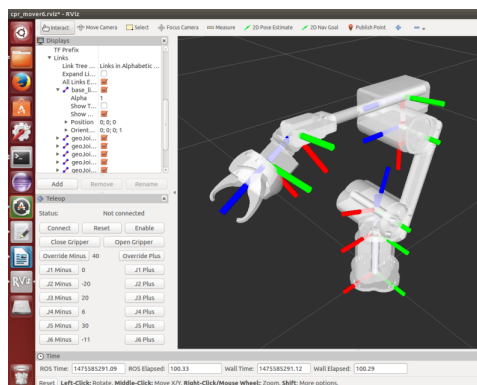 cpr_mover6.rviz* - RViz
Interact Move Camera Select Focus Camera Measure 2D Pose Estimate 2D Nav Goal Publish Point
Displays
TF Prefix
Links
Link Tree ... Links in Alphabetic ...
Expand Li...
All Links E...
base_li...
Alpha 1
Show T...
Show ...
Position 0; 0; 0
Orient... 0; 0; 0; 1
geoJoi...
geoJoi...
geoJoi...
geoJoi...
Add Remove Rename
Teleop
Status: Not connected
Connect Reset Enable
Close Gripper Open Gripper
Override Minus 40 Override Plus
J1 Minus 0 J1 Plus
J2 Minus -20 J2 Plus
J3 Minus 20 J3 Plus
J4 Minus 6 J4 Plus
J5 Minus 30 J5 Plus
J6 Minus -11 J6 Plus
Time
ROS Time: 1475585291.09 ROS Elapsed: 100.33 Wall Time: 1475585291.12 Wall Elapsed: 100.29
Reset Left-Click: Rotate. Middle-Click: Move X/Y. Right-Click/Mouse Wheel: Zoom. Shift: More options.